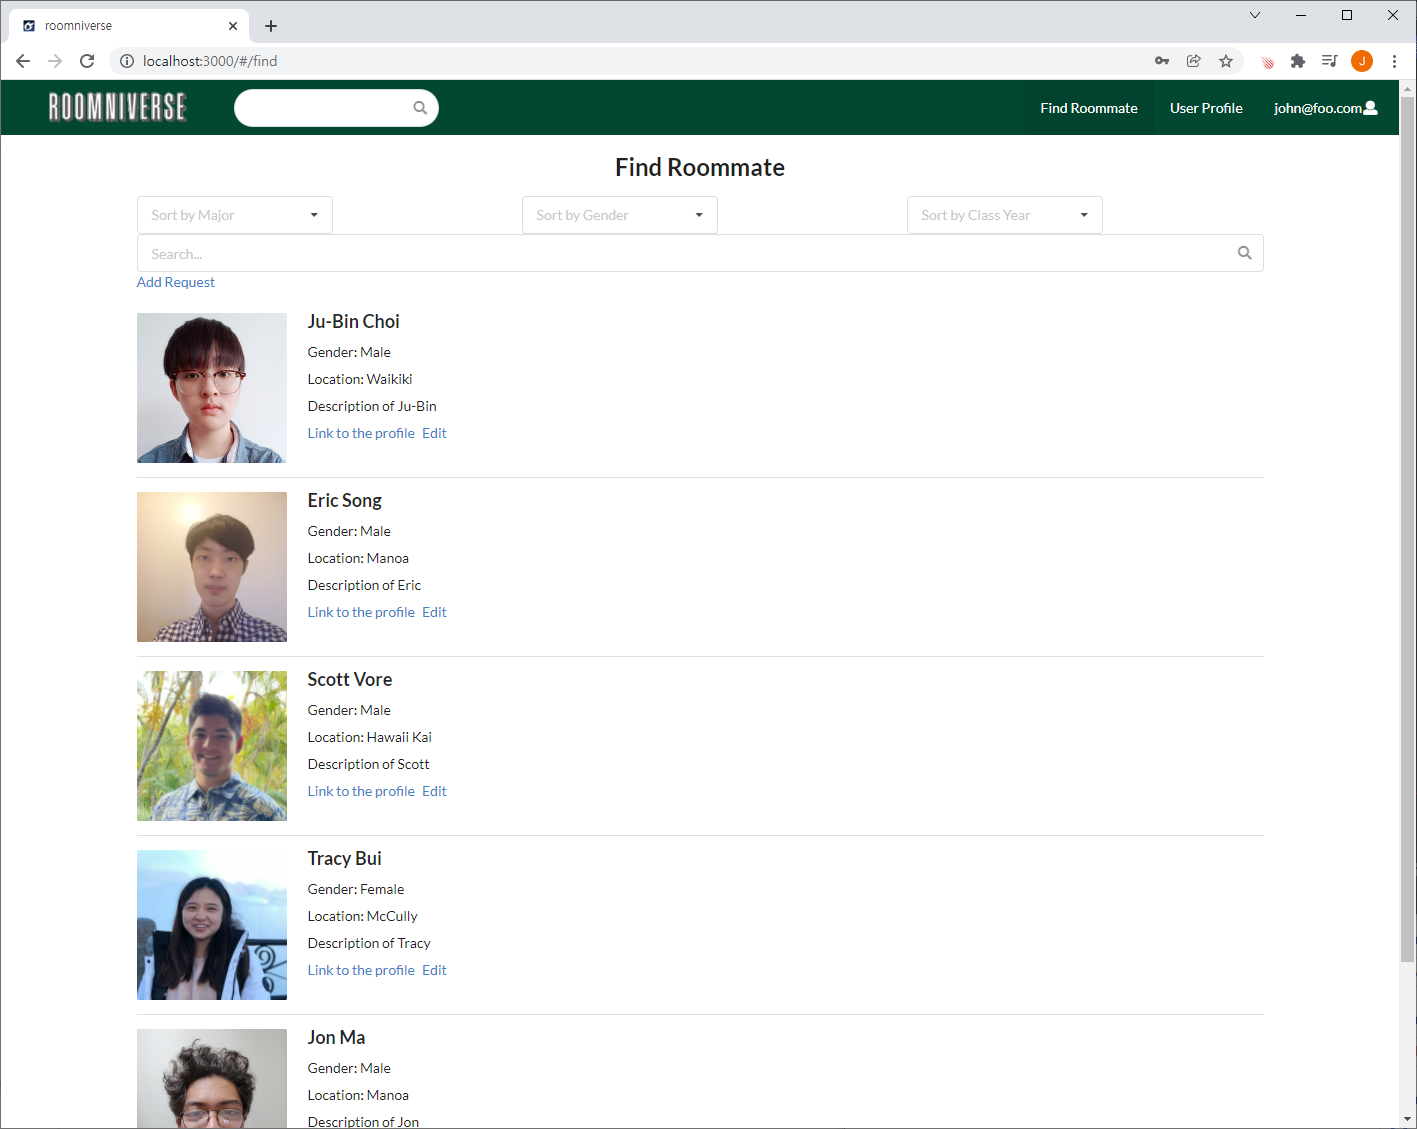 roomniverse
localhost:3000/#/find
J
ROOMNIVERSE
Find Roommate
User Profile
john@foo.com
Find Roommate
Sort by Major
Sort by Gender
Sort by Class Year
Search...
Add Request
Ju-Bin Choi
Gender: Male
Location: Waikiki
Description of Ju-Bin
Link to the profile Edit
Eric Song
Gender: Male
Location: Manoa
Description of Eric
Link to the profile Edit
Scott Vore
Gender: Male
Location: Hawaii Kai
Description of Scott
Link to the profile Edit
Tracy Bui
Gender: Female
Location: McCully
Description of Tracy
Link to the profile Edit
Jon Ma
Gender: Male
Location: Manoa
Description of Jon